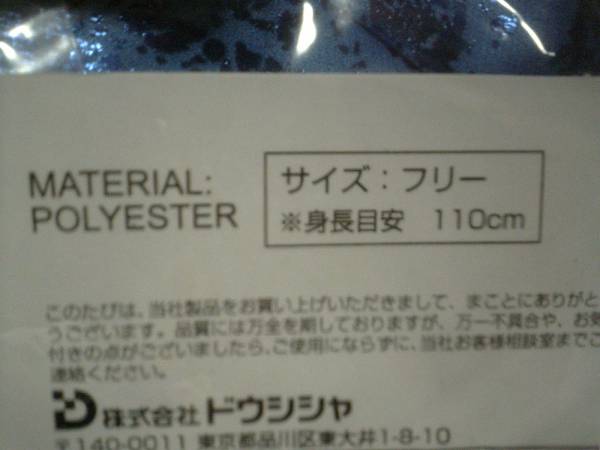 MATERIAL:
POLYESTER
サイズ：フリー
※身長目安 110cm
このたびは、当社製品をお買い上げいただきまして、まことにありがと
うございます。品質には万全を期しておりますが、万一不具合や、お気
付きの点がございましたら、ご使用にならずに、当社お客様相談室までご
連絡ください。
株式会社ドウシシャ
〒140-0011 東京都品川区東大井1-8-10